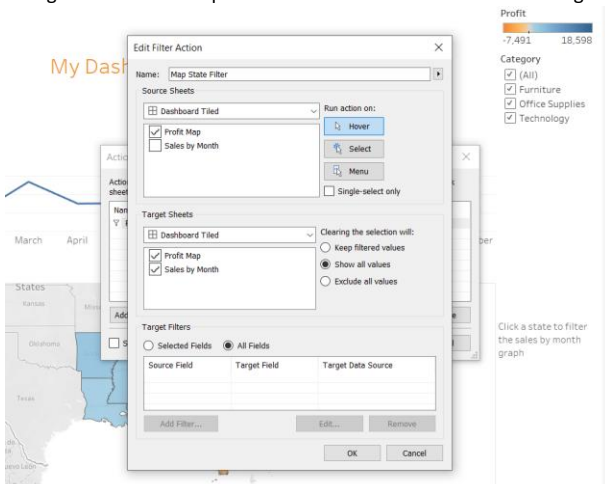 Profit
-7,491 18,598
Category
(All)
Furniture
Office Supplies
Technology
My Dash
Edit Filter Action
Name: Map State Filter
Source Sheets
Dashboard Tiled
Profit Map
Sales by Month
Run action on:
Hover
Select
Menu
Single-select only
Target Sheets
Dashboard Tiled
Profit Map
Sales by Month
Clearing the selection will:
Keep filtered values
Show all values
Exclude all values
Target Filters
Selected Fields All Fields
Source Field Target Field Target Data Source
Add Filter... Edit... Remove
OK Cancel
March April
States
Kansas
Oklahoma
Texas
Click a state to filter
the sales by month
graph